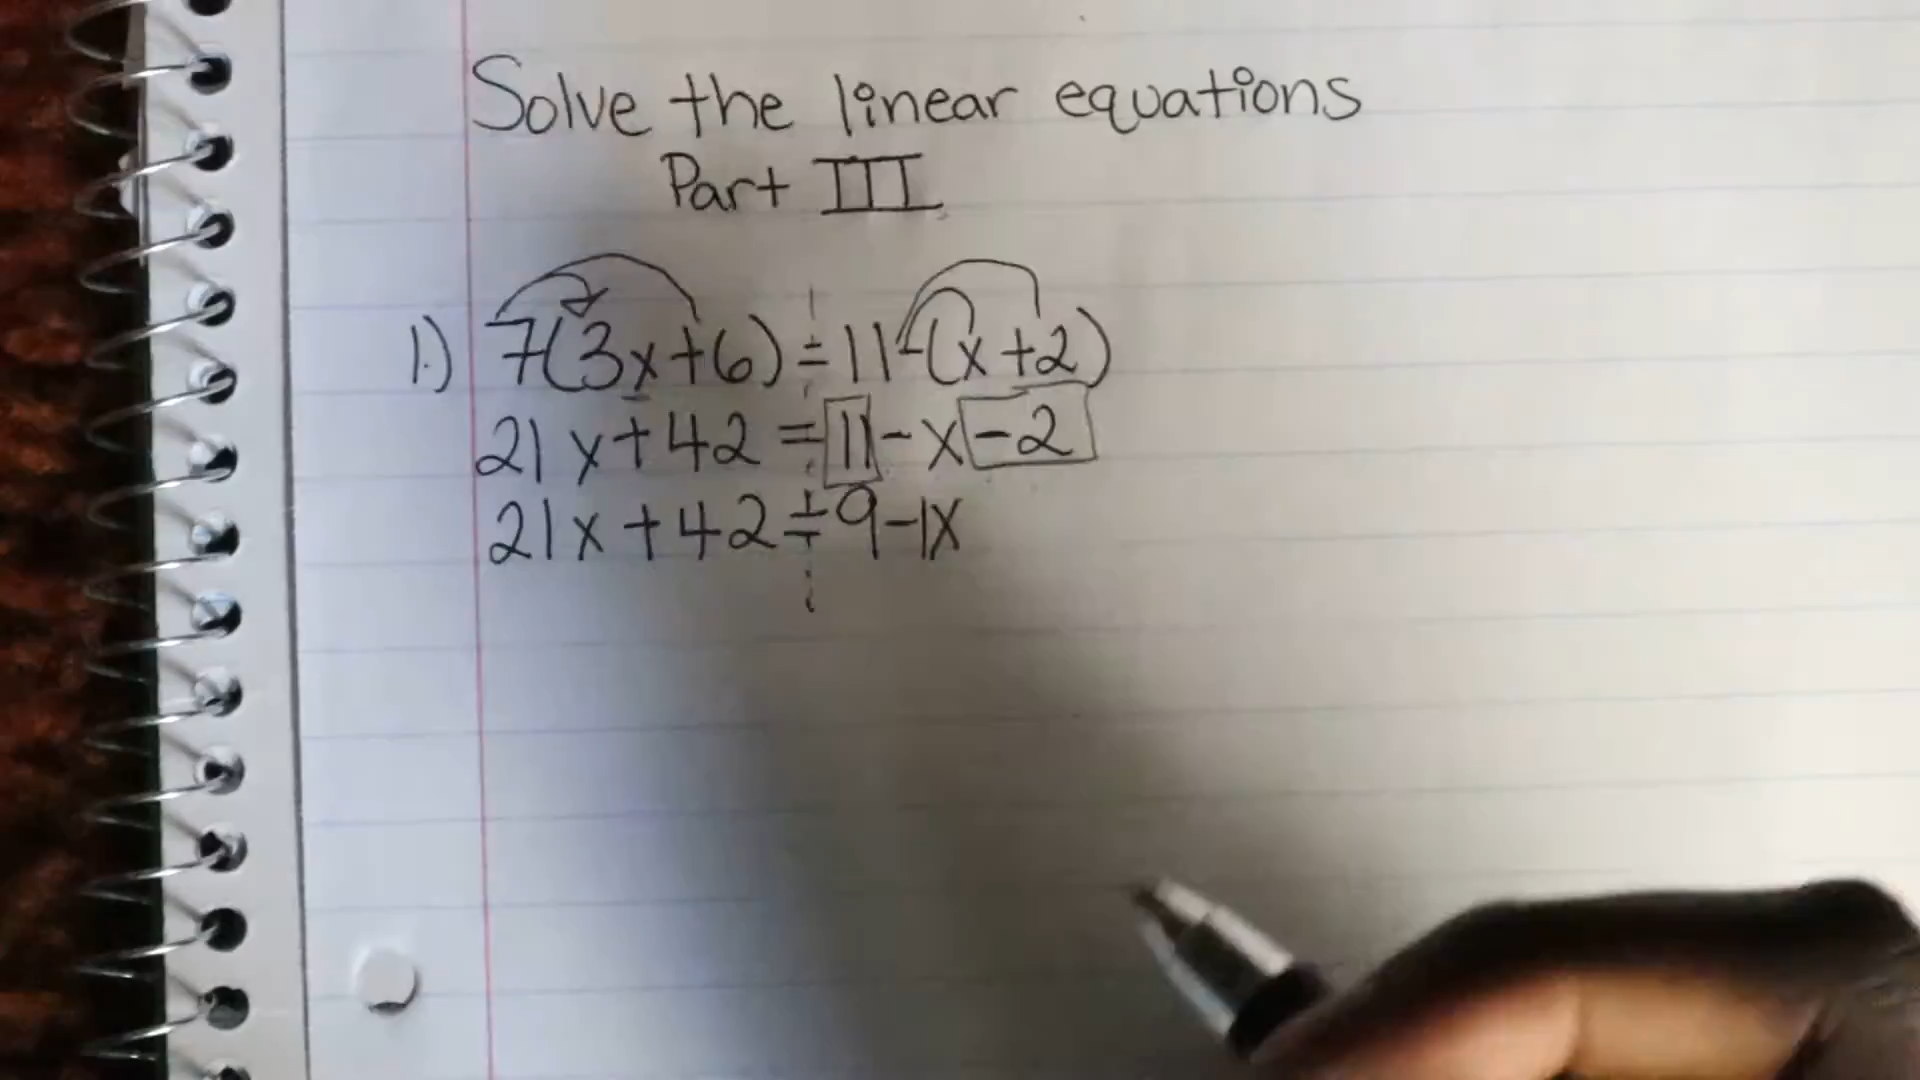 Solve the linear equations
Part III
1.) 7(3x+6)=11-(x+2)
21x+42=11-x-2
21x+42=9-1x